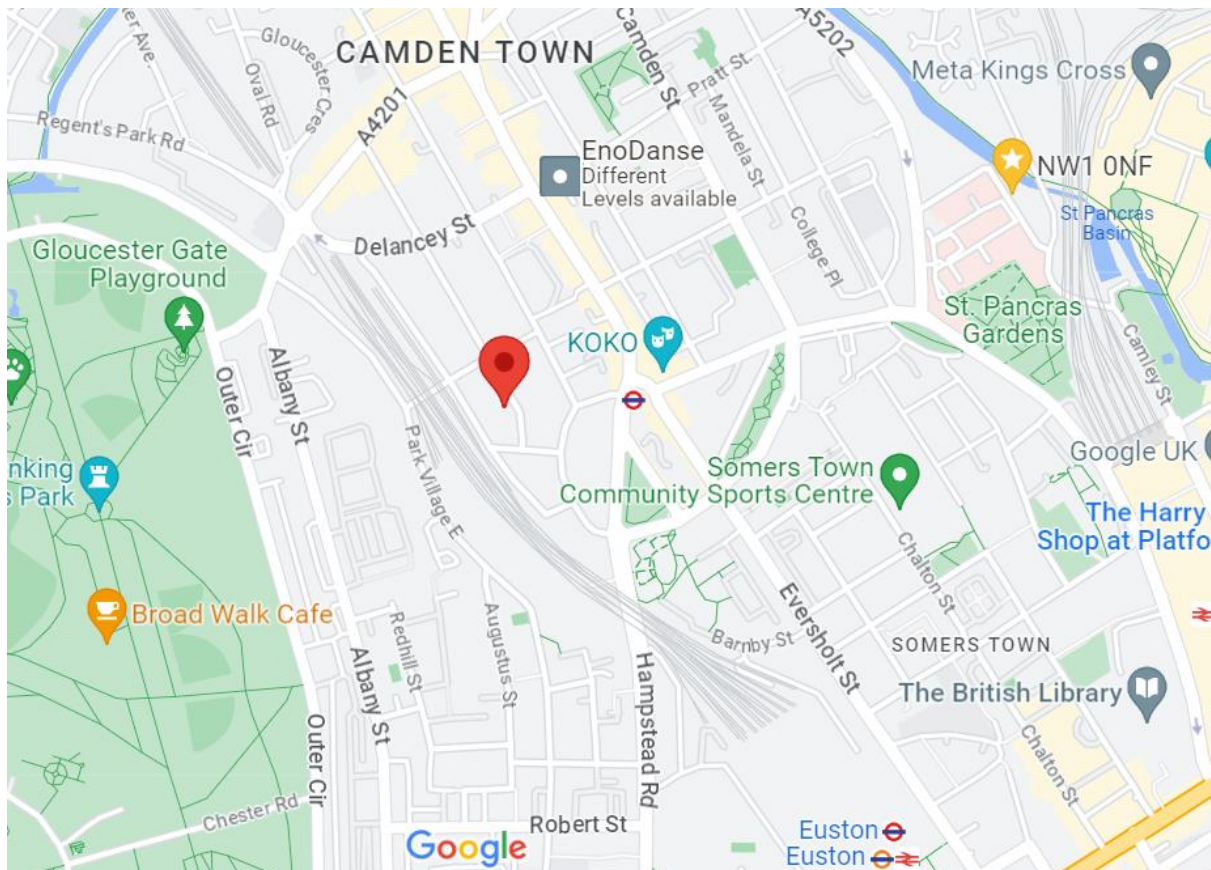 CAMDEN TOWN
A5202
er Ave.
Gloucester Cres
Oval Rd
Camden St
Pratt St.
Meta Kings Cross
Regent's Park Rd
A4201
Mandela St
EnoDanse
Different
Levels available
NW1 0NF
St Pancras
Basin
Delancey St
College Pl
Gloucester Gate
Playground
St. Pancras
Gardens
KOKO
Camley St
Albany St
Outer Cir
Park Village E
Google UK
Somers Town
Community Sports Centre
nking
s Park
The Harry
Shop at Platfo
Chalton St
Eversholt St
Broad Walk Cafe
Redhill St
Augustus St
Barnby St
SOMERS TOWN
Albany St
Hampstead Rd
The British Library
Outer Cir
Chalton St
Chester Rd
Robert St
Google
Euston
Euston